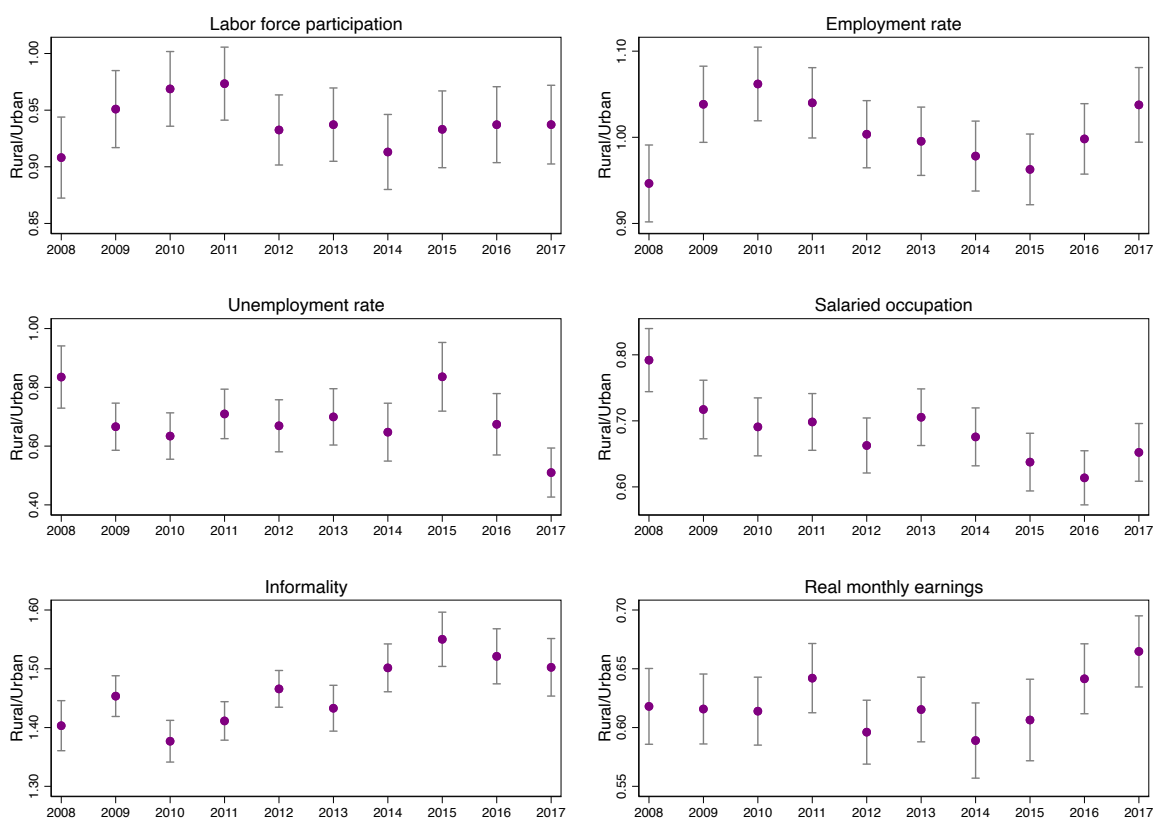 Labor force participation
Rural/Urban
1.00
0.95
0.90
0.85
2008 2009 2010 2011 2012 2013 2014 2015 2016 2017
Employment rate
Rural/Urban
1.10
1.00
0.90
2008 2009 2010 2011 2012 2013 2014 2015 2016 2017
Unemployment rate
Rural/Urban
1.00
0.80
0.60
0.40
2008 2009 2010 2011 2012 2013 2014 2015 2016 2017
Salaried occupation
Rural/Urban
0.80
0.70
0.60
2008 2009 2010 2011 2012 2013 2014 2015 2016 2017
Informality
Rural/Urban
1.60
1.50
1.40
1.30
2008 2009 2010 2011 2012 2013 2014 2015 2016 2017
Real monthly earnings
Rural/Urban
0.70
0.65
0.60
0.55
2008 2009 2010 2011 2012 2013 2014 2015 2016 2017